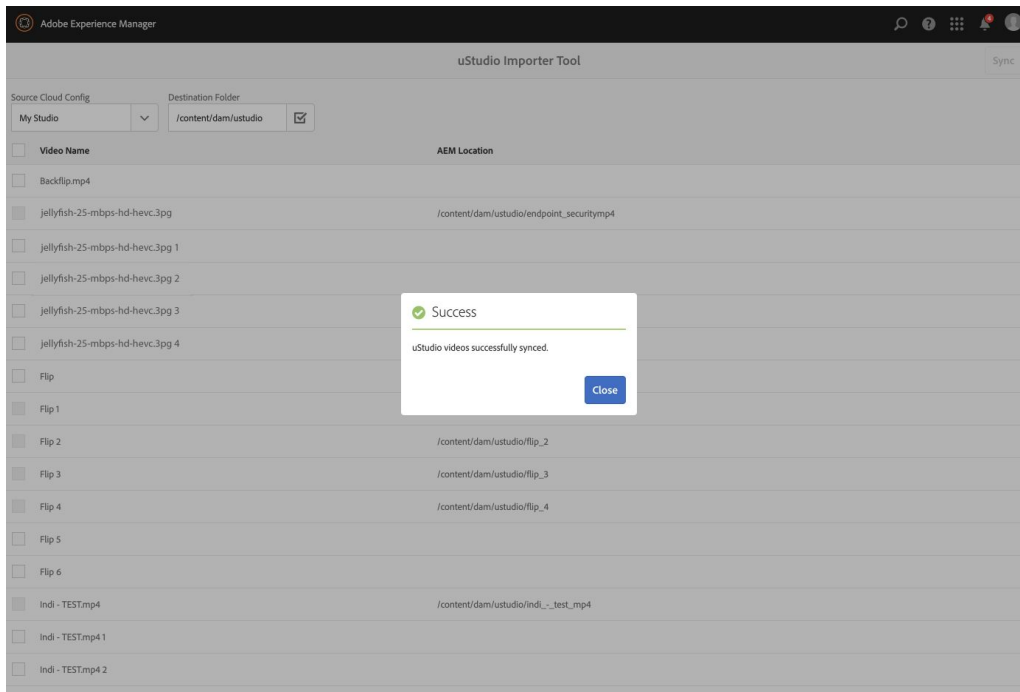 Adobe Experience Manager
uStudio Importer Tool
Sync
Source Cloud Config
Destination Folder
My Studio
/content/dam/ustudio
Video Name
AEM Location
Backflip.mp4
jellyfish-25-mbps-hd-hevc.3pg
/content/dam/ustudio/endpoint_securitymp4
jellyfish-25-mbps-hd-hevc.3pg 1
jellyfish-25-mbps-hd-hevc.3pg 2
jellyfish-25-mbps-hd-hevc.3pg 3
jellyfish-25-mbps-hd-hevc.3pg 4
Success
uStudio videos successfully synced.
Close
Flip
Flip 1
Flip 2
/content/dam/ustudio/flip_2
Flip 3
/content/dam/ustudio/flip_3
Flip 4
/content/dam/ustudio/flip_4
Flip 5
Flip 6
Indi - TEST.mp4
/content/dam/ustudio/indi_-_test_mp4
Indi - TEST.mp4 1
Indi - TEST.mp4 2